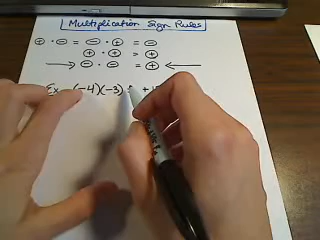 Multiplication Sign Rules
⊕ · ⊖ = ⊖ · ⊕ = ⊖
⊕ · ⊕ = ⊕
→ ⊖ · ⊖ = ⊕ ←
Ex (-4)(-3)